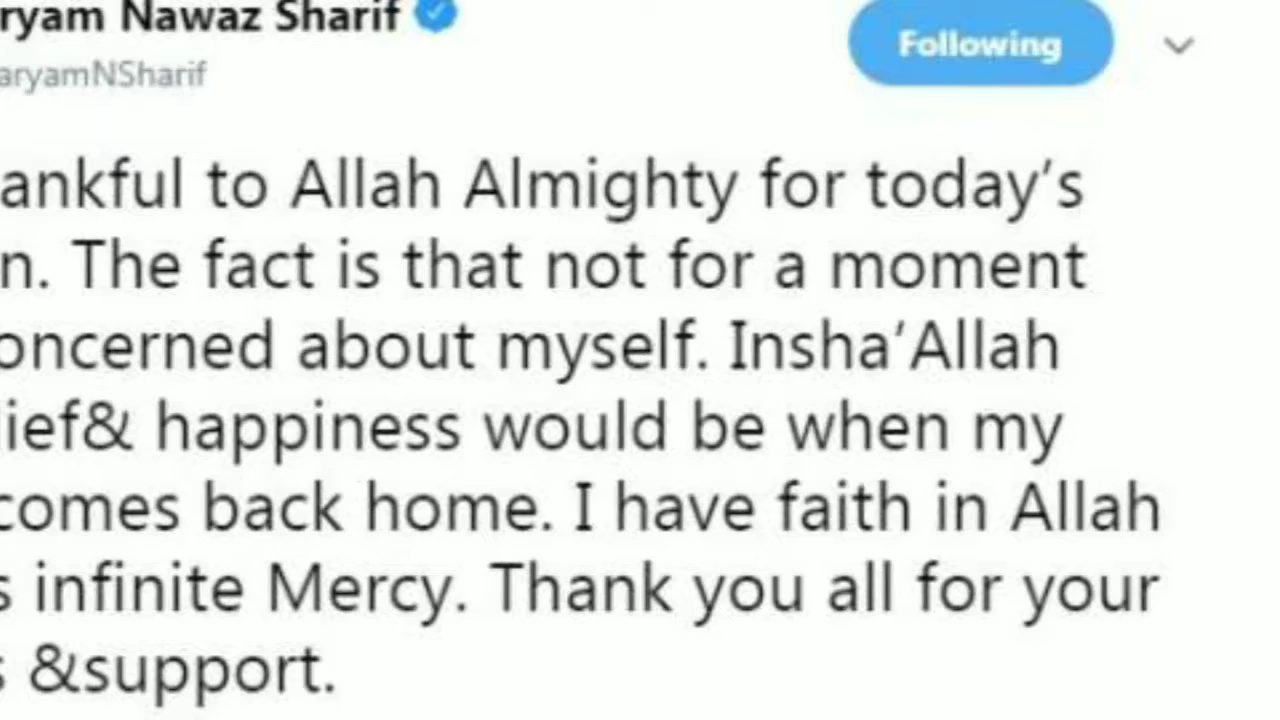 ryam Nawaz Sharif
Following
aryamNSharif
ankful to Allah Almighty for today's
n. The fact is that not for a moment
oncerned about myself. Insha'Allah
ief& happiness would be when my
comes back home. I have faith in Allah
s infinite Mercy. Thank you all for your
s &support.